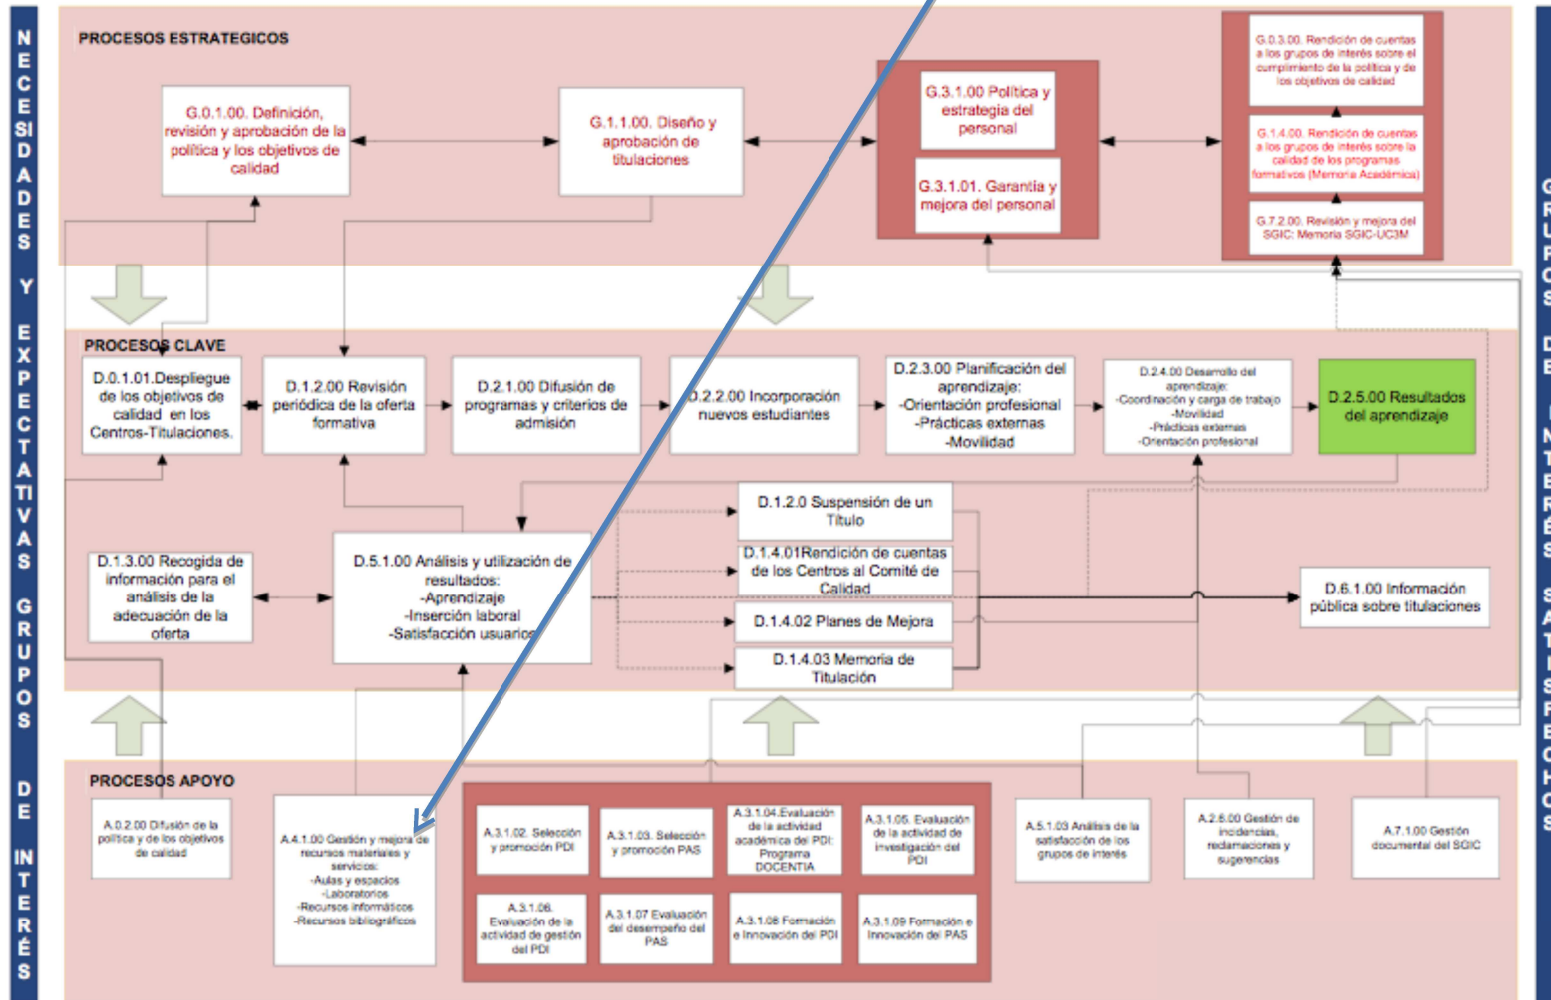 NECESIDADES Y EXPECTATIVAS GRUPOS DE INTERÉS
PROCESOS ESTRATEGICOS
G.0.1.00. Definición,
revisión y aprobación de la
política y los objetivos de
calidad
G.1.1.00. Diseño y
aprobación de
titulaciones
G.3.1.00 Política y
estrategia del
personal
G.3.1.01. Garantía y
mejora del personal
G.0.3.00. Rendición de cuentas
a los grupos de interés sobre el
cumplimiento de la política y de
los objetivos de calidad
G.1.4.00. Rendición de cuentas
a los grupos de interés sobre la
calidad de los programas
formativos (Memoria Académica)
G.7.2.00. Revisión y mejora del
SGIC: Memoria SGIC-UC3M
PROCESOS CLAVE
D.0.1.01.Despliegue
de los objetivos de
calidad en los
Centros-Titulaciones.
D.1.2.00 Revisión
periódica de la oferta
formativa
D.2.1.00 Difusión de
programas y criterios de
admisión
D.2.2.00 Incorporación
nuevos estudiantes
D.2.3.00 Planificación del
aprendizaje:
-Orientación profesional
-Prácticas externas
-Movilidad
D.2.4.00 Desarrollo del
aprendizaje:
-Coordinación y carga de trabajo
-Movilidad
-Prácticas externas
-Orientación profesional
D.2.5.00 Resultados
del aprendizaje
D.1.3.00 Recogida de
información para el
análisis de la
adecuación de la
oferta
D.5.1.00 Análisis y utilización de
resultados:
-Aprendizaje
-Inserción laboral
-Satisfacción usuarios
D.1.2.0 Suspensión de un
Título
D.1.4.01Rendición de cuentas
de los Centros al Comité de
Calidad
D.1.4.02 Planes de Mejora
D.1.4.03 Memoria de
Titulación
D.6.1.00 Información
pública sobre titulaciones
PROCESOS APOYO
A.0.2.00 Difusión de la
política y de los objetivos
de calidad
A.4.1.00 Gestión y mejora de
recursos materiales y
servicios:
-Aulas y espacios
-Laboratorios
-Recursos informáticos
-Recursos bibliográficos
A.3.1.02. Selección
y promoción PDI
A.3.1.03. Selección
y promoción PAS
A.3.1.04.Evaluación
de la actividad
académica del PDI:
Programa
DOCENTIA
A.3.1.05. Evaluación
de la actividad de
investigación del
PDI
A.3.1.06.
Evaluación de la
actividad de gestión
del PDI
A.3.1.07 Evaluación
del desempeño del
PAS
A.3.1.08 Formación
e Innovación del PDI
A.3.1.09 Formación e
Innovación del PAS
A.5.1.03 Análisis de la
satisfacción de los
grupos de interés
A.2.6.00 Gestión de
incidencias,
reclamaciones y
sugerencias
A.7.1.00 Gestión
documental del SGIC
GRUPOS DE INTERÉS SATISFECHOS